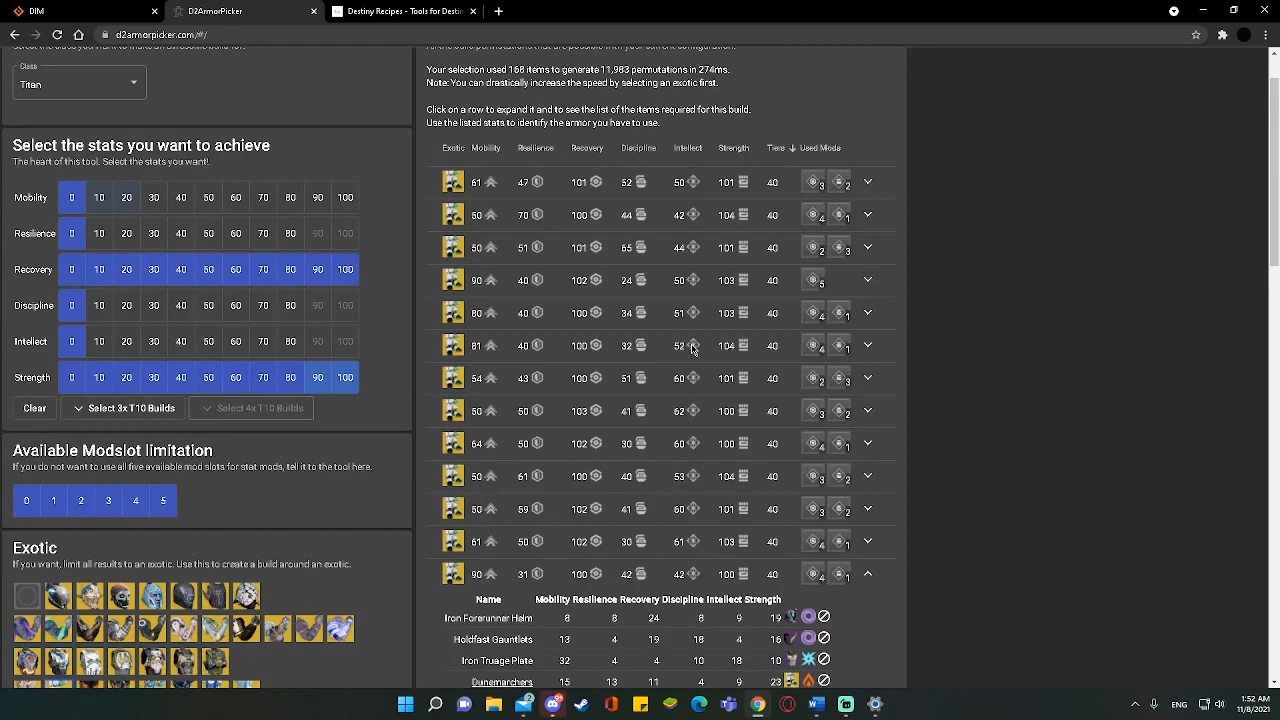 DIM
D2ArmorPicker
Destiny Recipes - Tools for Destin
d2armorpicker.com/#/
Class
Titan
Select the stats you want to achieve
The heart of this tool. Select the stats you want!
Mobility 0 10 20 30 40 50 60 70 80 90 100
Resilience 0 10 20 30 40 50 60 70 80 90 100
Recovery 0 10 20 30 40 50 60 70 80 90 100
Discipline 0 10 20 30 40 50 60 70 80 90 100
Intellect 0 10 20 30 40 50 60 70 80 90 100
Strength 0 10 20 30 40 50 60 70 80 90 100
Clear Select 3x T10 Builds Select 4x T10 Builds
Available Modslot limitation
If you do not want to use all five available mod slots for stat mods, tell it to the tool here.
0 1 2 3 4 5
Exotic
If you want, limit all results to an exotic. Use this to create a build around an exotic.
Your selection used 168 items to generate 11,983 permutations in 274ms.
Note: You can drastically increase the speed by selecting an exotic first.
Click on a row to expand it and to see the list of the items required for this build.
Use the listed stats to identify the armor you have to use.
Exotic Mobility Resilience Recovery Discipline Intellect Strength Tiers Used Mods
61 47 101 52 50 101 40 3 2
50 70 100 44 42 104 40 4 1
50 51 101 65 44 101 40 2 3
90 40 102 24 50 103 40 5
80 40 100 34 51 103 40 4 1
81 40 100 32 52 104 40 4 1
54 43 100 51 60 101 40 2 3
50 50 103 41 62 100 40 3 2
64 50 102 30 60 100 40 4 1
50 61 100 40 53 104 40 3 2
50 59 102 41 60 100 40 3 2
61 50 102 30 61 103 40 4 1
90 31 100 42 42 100 40 4 1
Name Mobility Resilience Recovery Discipline Intellect Strength
Iron Forerunner Helm 8 8 24 8 9 19
Holdfast Gauntlets 13 4 19 18 4 16
Iron Truage Plate 32 4 4 10 18 10
Dunemarchers 15 13 11 4 9 23
2
9+
ENG
1:52 AM
11/8/2021